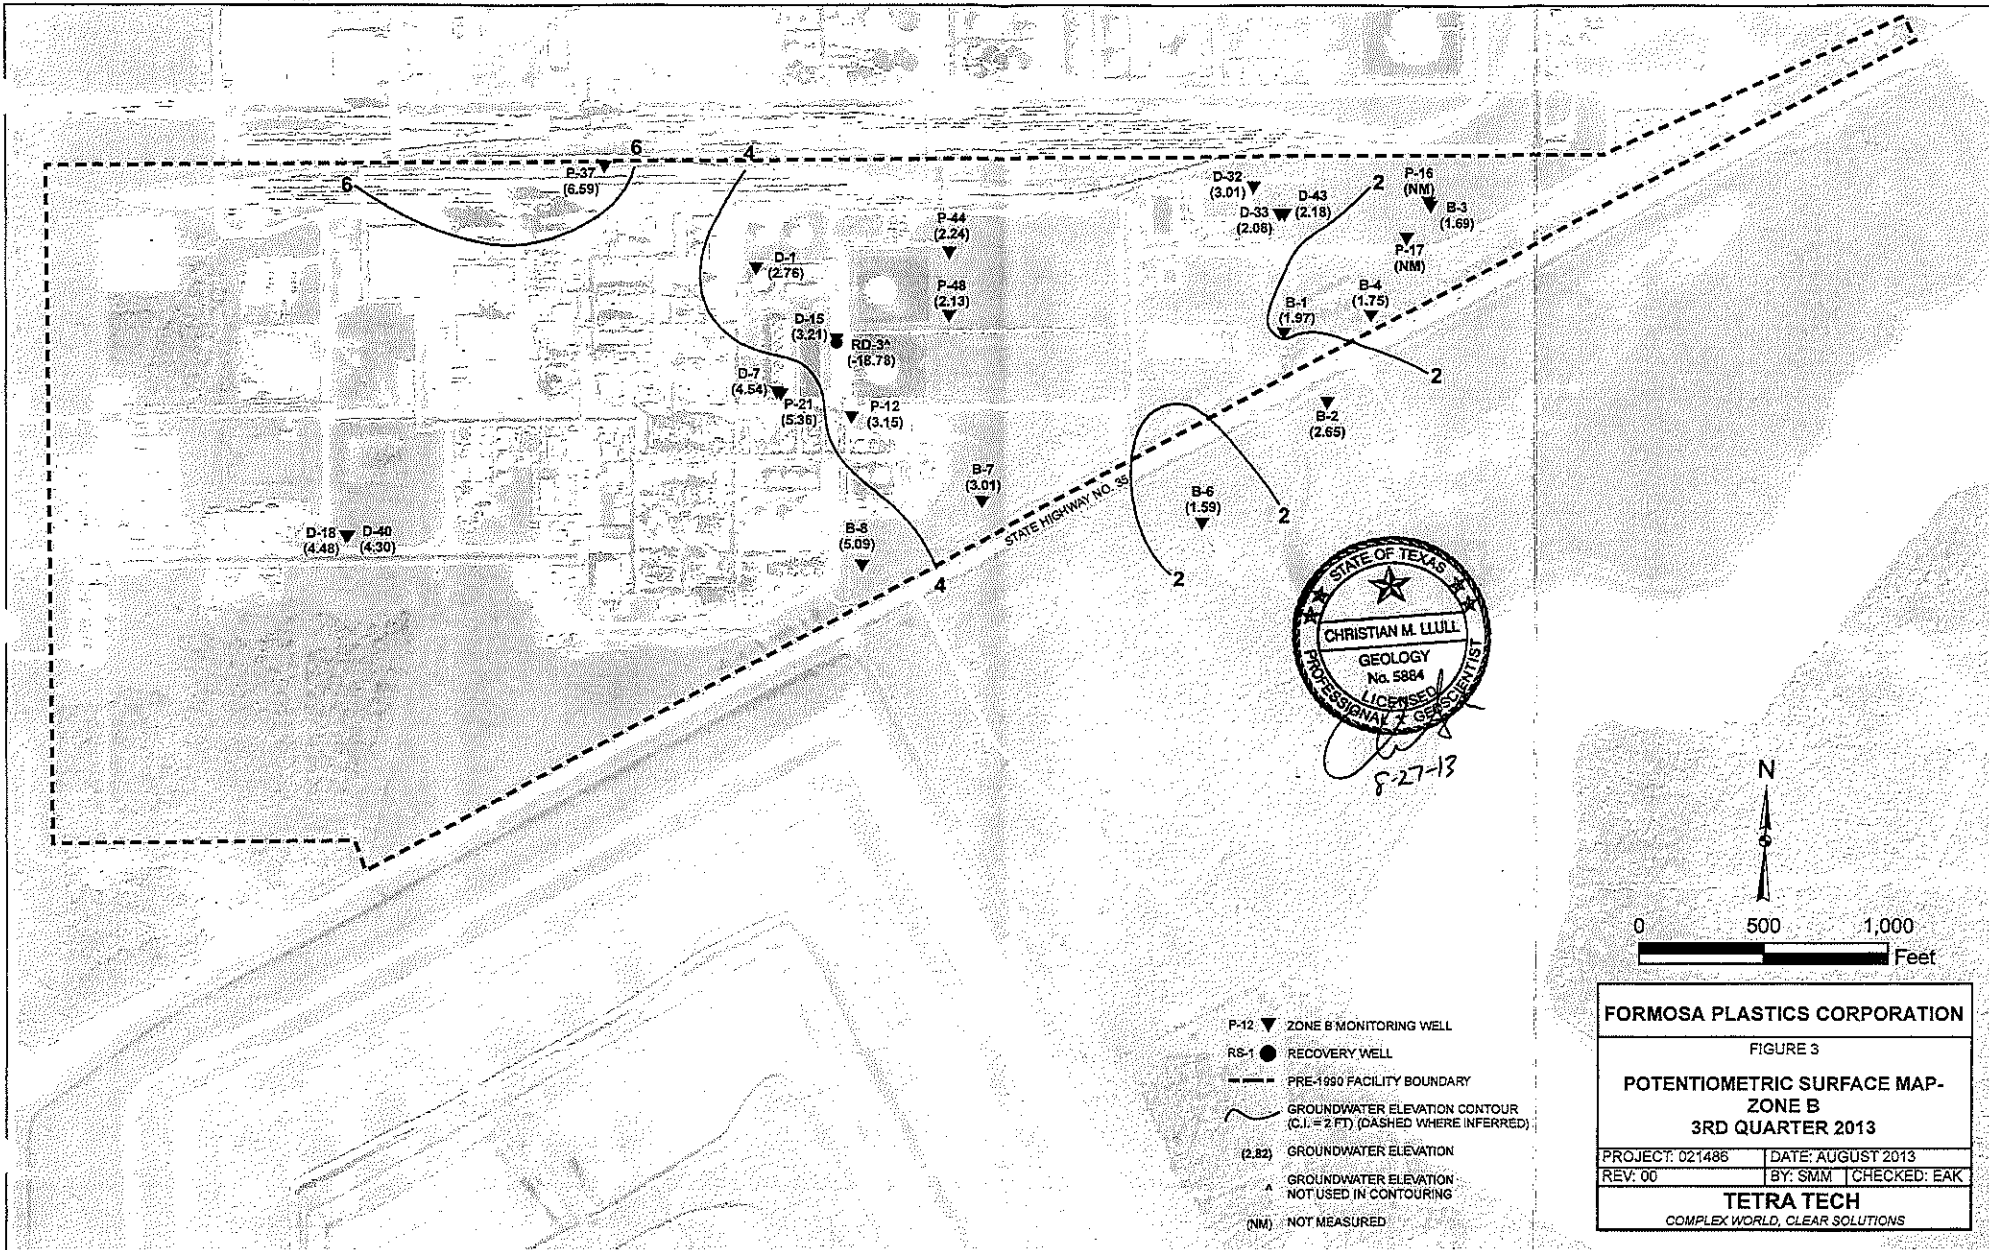 6
4
P-37
(6.59)
6
D-32
(3.01)
D-33
(2.08)
D-43
(2.18)
2
P-16
(NM)
B-3
(1.69)
P-17
(NM)
P-44
(2.24)
D-1
(2.76)
P-48
(2.13)
B-4
(1.75)
B-1
(1.97)
D-15
(3.21)
RD-3^
(-18.78)
2
D-7
(4.54)
P-21
(5.36)
P-12
(3.15)
B-2
(2.65)
B-7
(3.01)
STATE HIGHWAY NO. 35
B-6
(1.59)
2
D-18
(4.48)
D-40
(4.30)
B-8
(5.09)
4
2
STATE OF TEXAS
CHRISTIAN M. LLULL
GEOLOGY
No. 5884
LICENSED
PROFESSIONAL GEOSCIENTIST
8-27-13
N
0 500 1,000
Feet
P-12 ZONE B MONITORING WELL
RS-1 RECOVERY WELL
PRE-1990 FACILITY BOUNDARY
GROUNDWATER ELEVATION CONTOUR
(C.I. = 2 FT) (DASHED WHERE INFERRED)
(2.82) GROUNDWATER ELEVATION
^ GROUNDWATER ELEVATION
NOT USED IN CONTOURING
(NM) NOT MEASURED
FORMOSA PLASTICS CORPORATION
FIGURE 3
POTENTIOMETRIC SURFACE MAP-
ZONE B
3RD QUARTER 2013
PROJECT: 021486 DATE: AUGUST 2013
REV: 00 BY: SMM CHECKED: EAK
TETRA TECH
COMPLEX WORLD, CLEAR SOLUTIONS